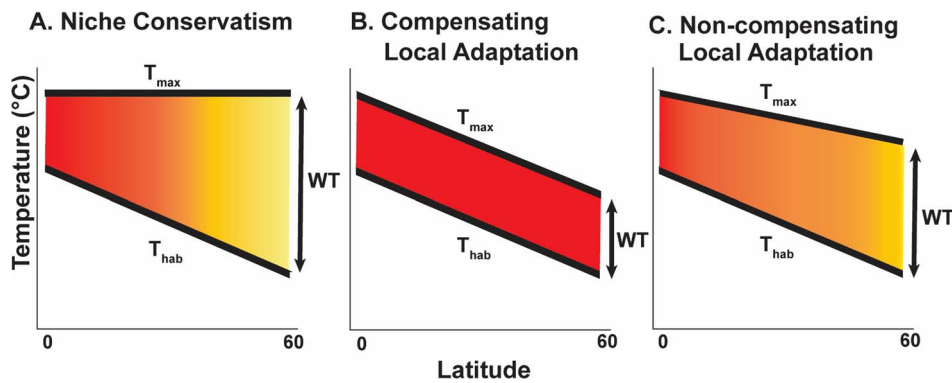 A. Niche Conservatism
B. Compensating
Local Adaptation
C. Non-compensating
Local Adaptation
Temperature (°C)
Tmax
Thab
WT
0
60
Tmax
Thab
WT
0
60
Tmax
Thab
WT
0
60
Latitude